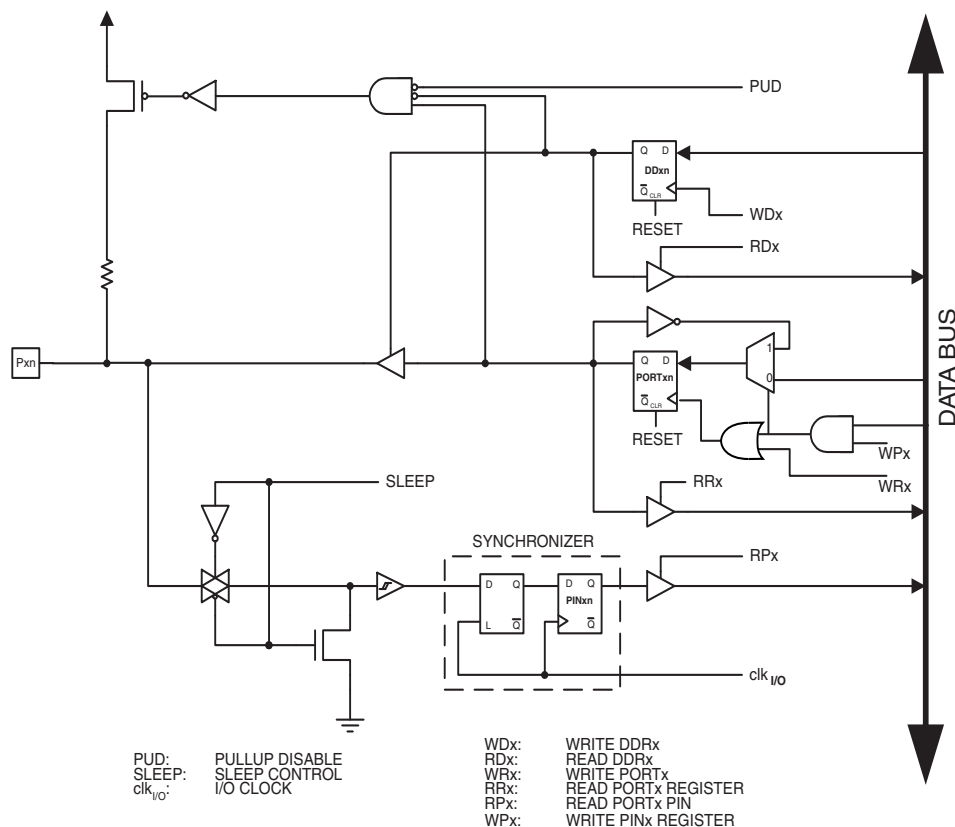 PUD
Q D
DDxn
Q CLR
WDx
RESET
RDx
Pxn
1
Q D
PORTxn
0
Q CLR
RESET
WPx
WRx
SLEEP
RRx
SYNCHRONIZER
RPx
D Q
D Q
PINxn
L Q
Q
clk I/O
DATA BUS
PUD: PULLUP DISABLE
SLEEP: SLEEP CONTROL
clkI/O: I/O CLOCK
WDx: WRITE DDRx
RDx: READ DDRx
WRx: WRITE PORTx
RRx: READ PORTx REGISTER
RPx: READ PORTx PIN
WPx: WRITE PINx REGISTER